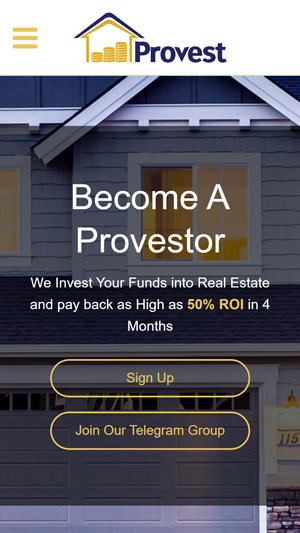 Provest
Become A
Provestor
We Invest Your Funds into Real Estate
and pay back as High as 50% ROI in 4
Months
Sign Up
Join Our Telegram Group
115